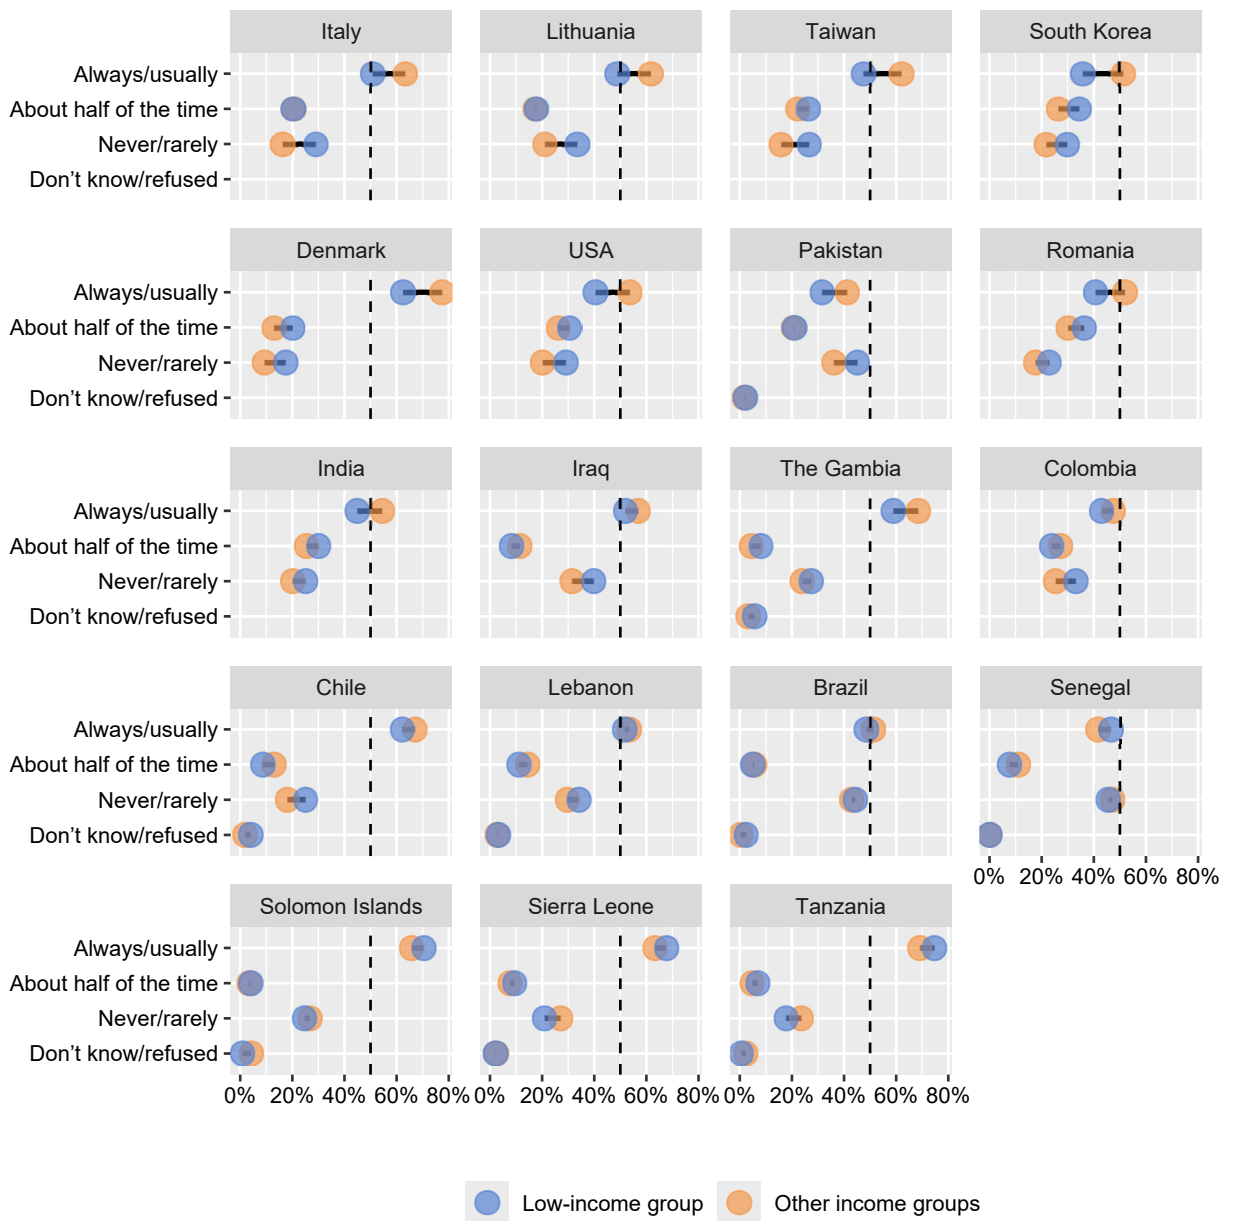 Italy Lithuania Taiwan South Korea
Always/usually
About half of the time
Never/rarely
Don’t know/refused
Denmark USA Pakistan Romania
Always/usually
About half of the time
Never/rarely
Don’t know/refused
India Iraq The Gambia Colombia
Always/usually
About half of the time
Never/rarely
Don’t know/refused
Chile Lebanon Brazil Senegal
Always/usually
About half of the time
Never/rarely
Don’t know/refused
0% 20% 40% 60% 80%
Solomon Islands Sierra Leone Tanzania
Always/usually
About half of the time
Never/rarely
Don’t know/refused
0% 20% 40% 60% 80% 0% 20% 40% 60% 80% 0% 20% 40% 60% 80%
Low-income group Other income groups